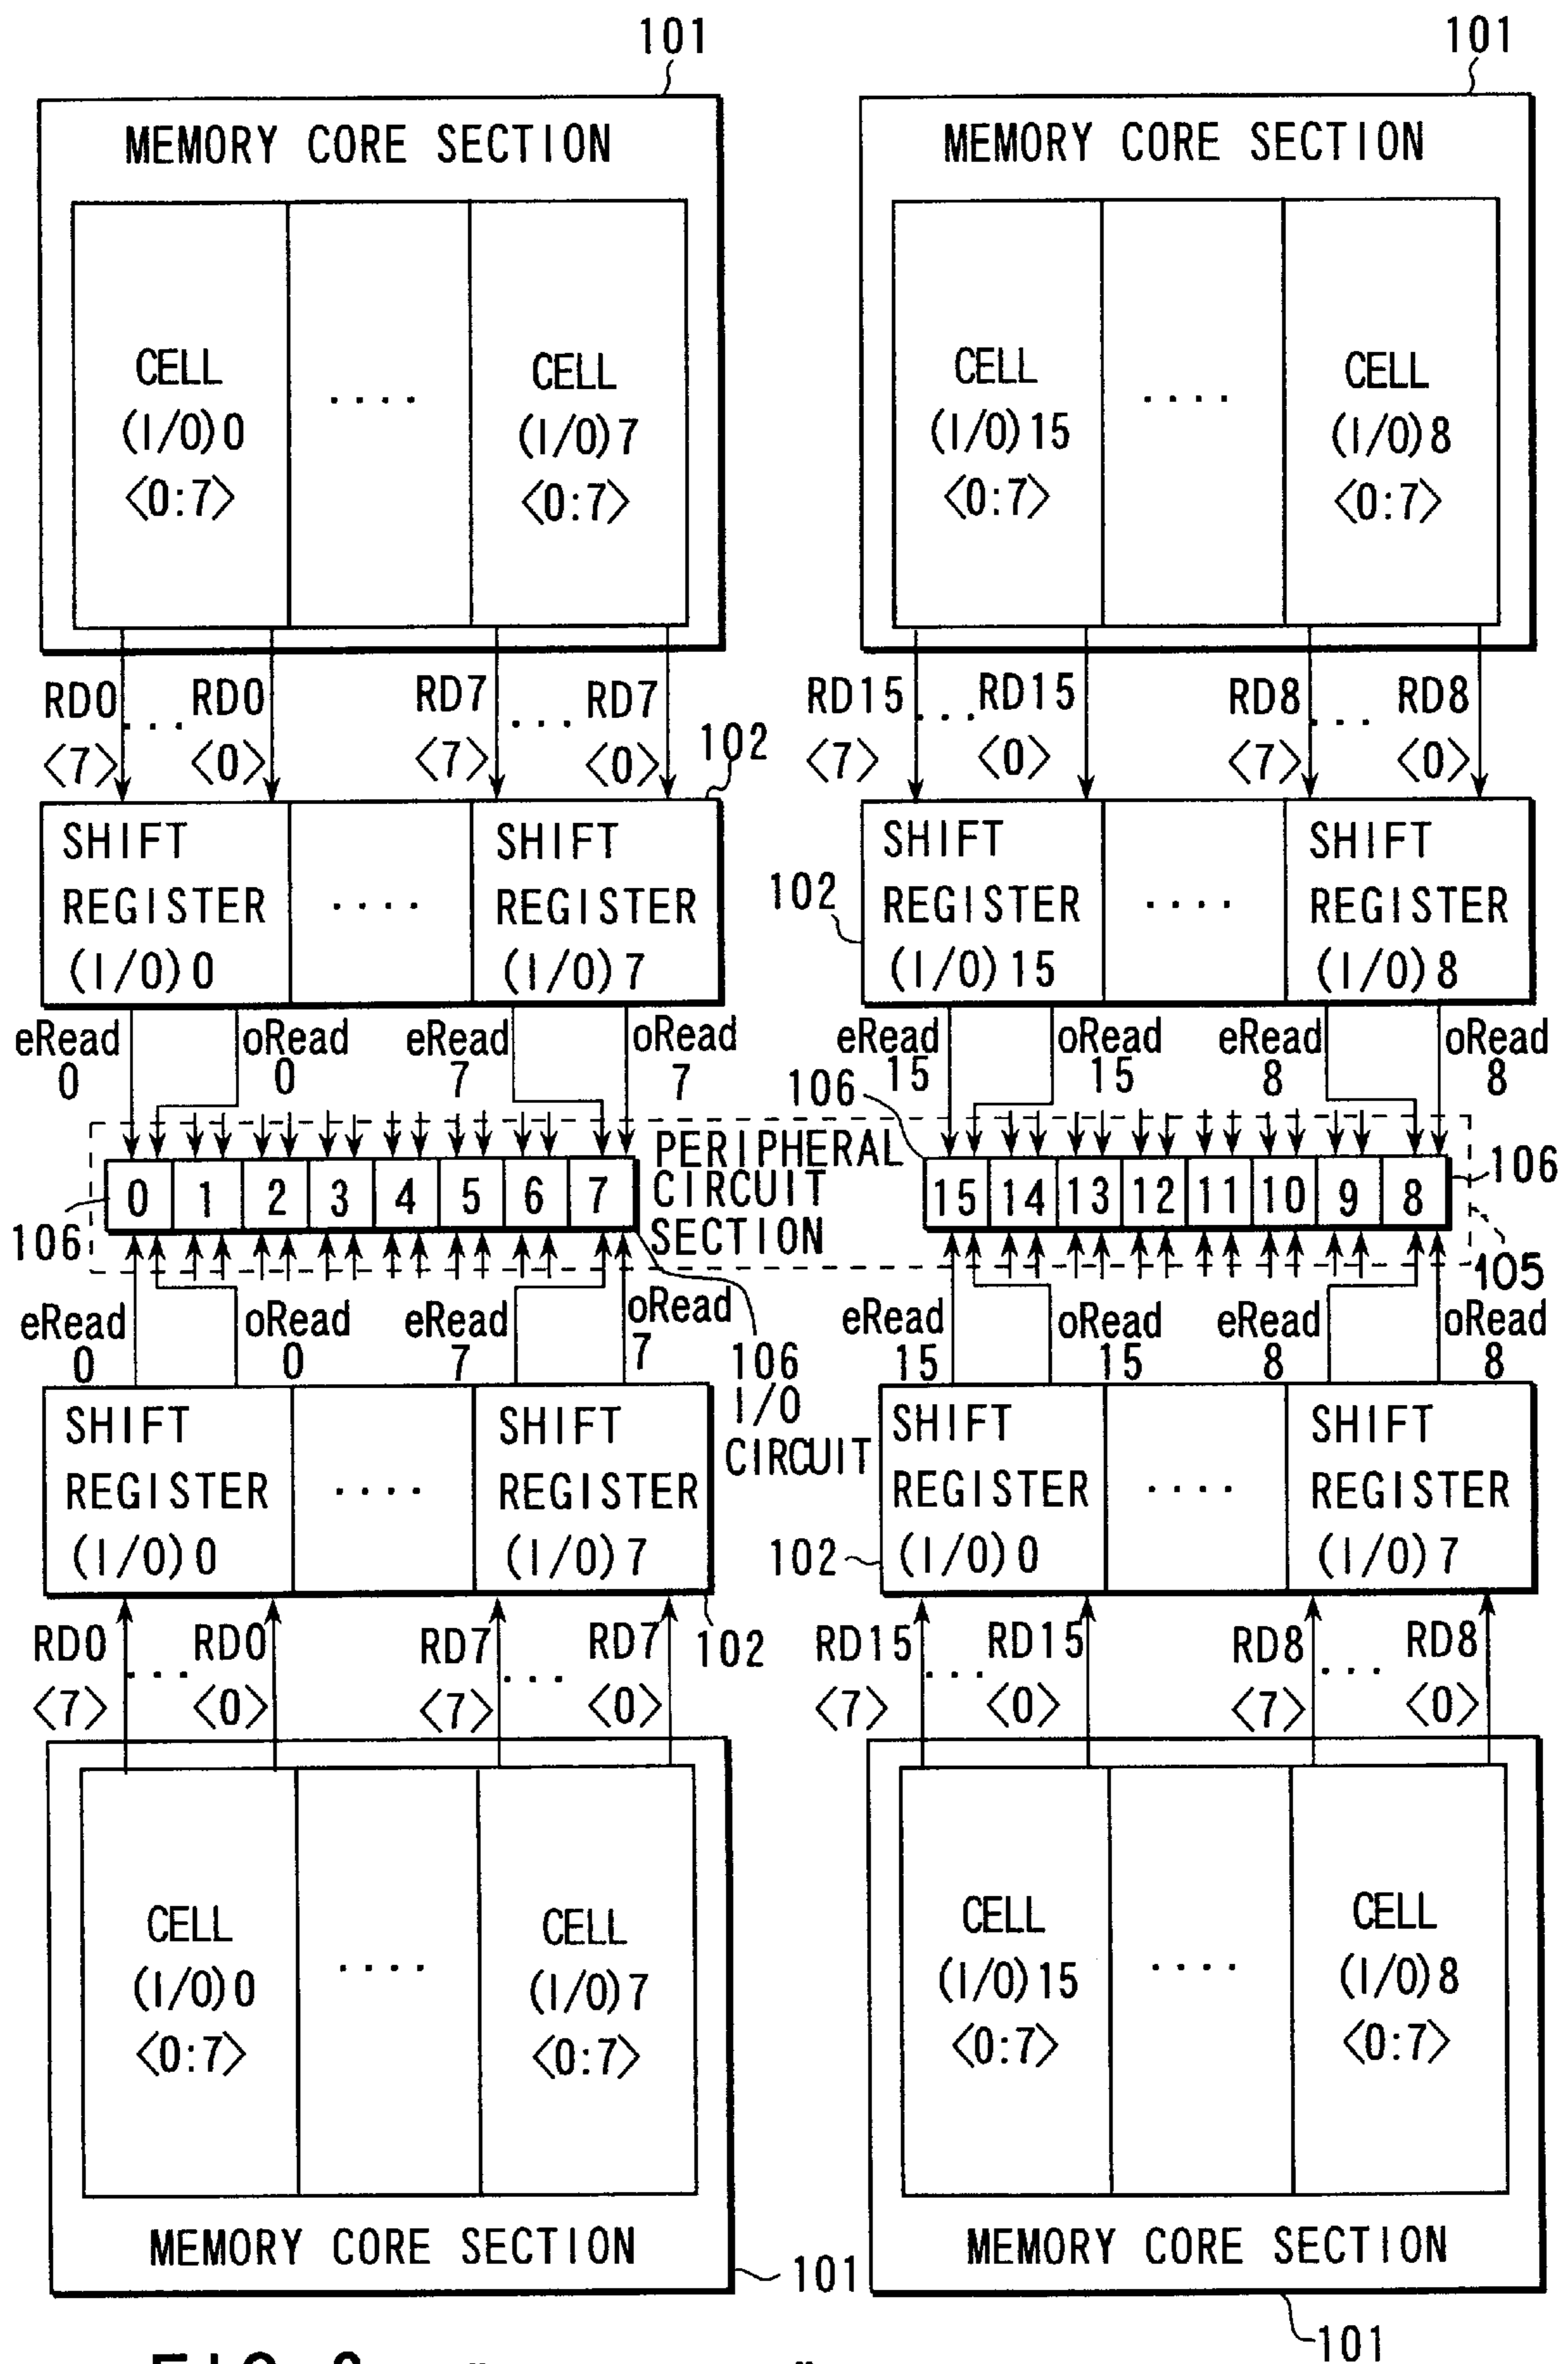 101
101
MEMORY CORE SECTION
MEMORY CORE SECTION
CELL
(I/O)0
<0:7>
....
CELL
(I/O)7
<0:7>
CELL
(I/O)15
<0:7>
....
CELL
(I/O)8
<0:7>
RD0
<7>
...
RD0
<0>
RD7
<7>
...
RD7
<0>
102
RD15
<7>
...
RD15
<0>
RD8
<7>
...
RD8
<0>
SHIFT
REGISTER
(I/O)0
....
SHIFT
REGISTER
(I/O)7
102
SHIFT
REGISTER
(I/O)15
....
SHIFT
REGISTER
(I/O)8
eRead
0
oRead
0
eRead
7
oRead
7
eRead
15
oRead
15
eRead
8
oRead
8
106
0 1 2 3 4 5 6 7
106
PERIPHERAL
CIRCUIT
SECTION
15 14 13 12 11 10 9 8
106
105
eRead
0
oRead
0
eRead
7
oRead
7
106
I/O
CIRCUIT
eRead
15
oRead
15
eRead
8
oRead
8
SHIFT
REGISTER
(I/O)0
....
SHIFT
REGISTER
(I/O)7
102
102
SHIFT
REGISTER
(I/O)0
....
SHIFT
REGISTER
(I/O)7
RD0
<7>
...
RD0
<0>
RD7
<7>
...
RD7
<0>
RD15
<7>
...
RD15
<0>
RD8
<7>
...
RD8
<0>
CELL
(I/O)0
<0:7>
....
CELL
(I/O)7
<0:7>
CELL
(I/O)15
<0:7>
....
CELL
(I/O)8
<0:7>
MEMORY CORE SECTION
101
MEMORY CORE SECTION
101